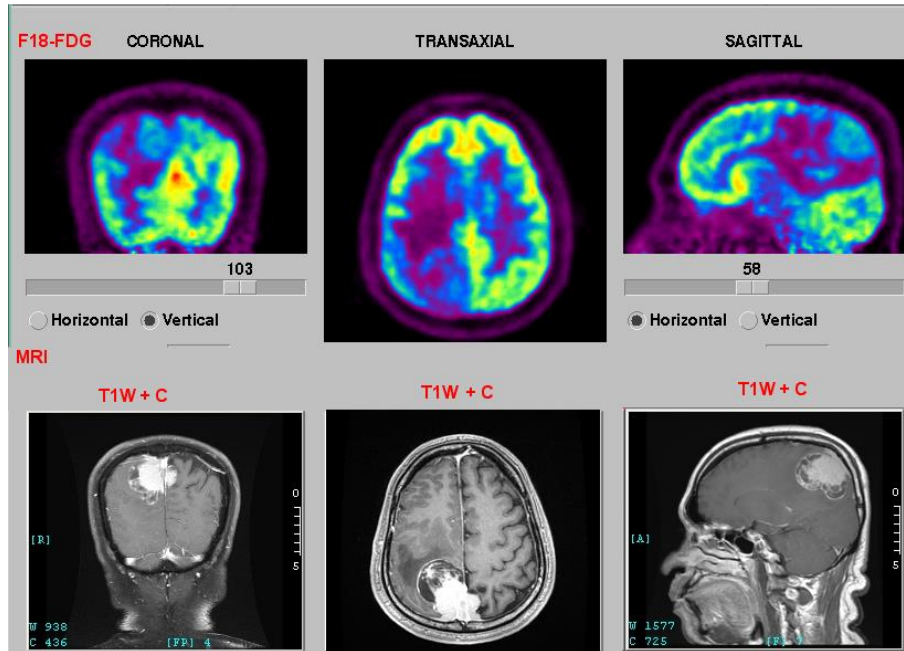 F18-FDG
CORONAL
TRANSAXIAL
SAGITTAL
103
58
Horizontal
Vertical
Horizontal
Vertical
MRI
T1W + C
T1W + C
T1W + C
0
[R]
5
W 938
C 436
[FP] 4
0
[A]
5
W 1577
C 725